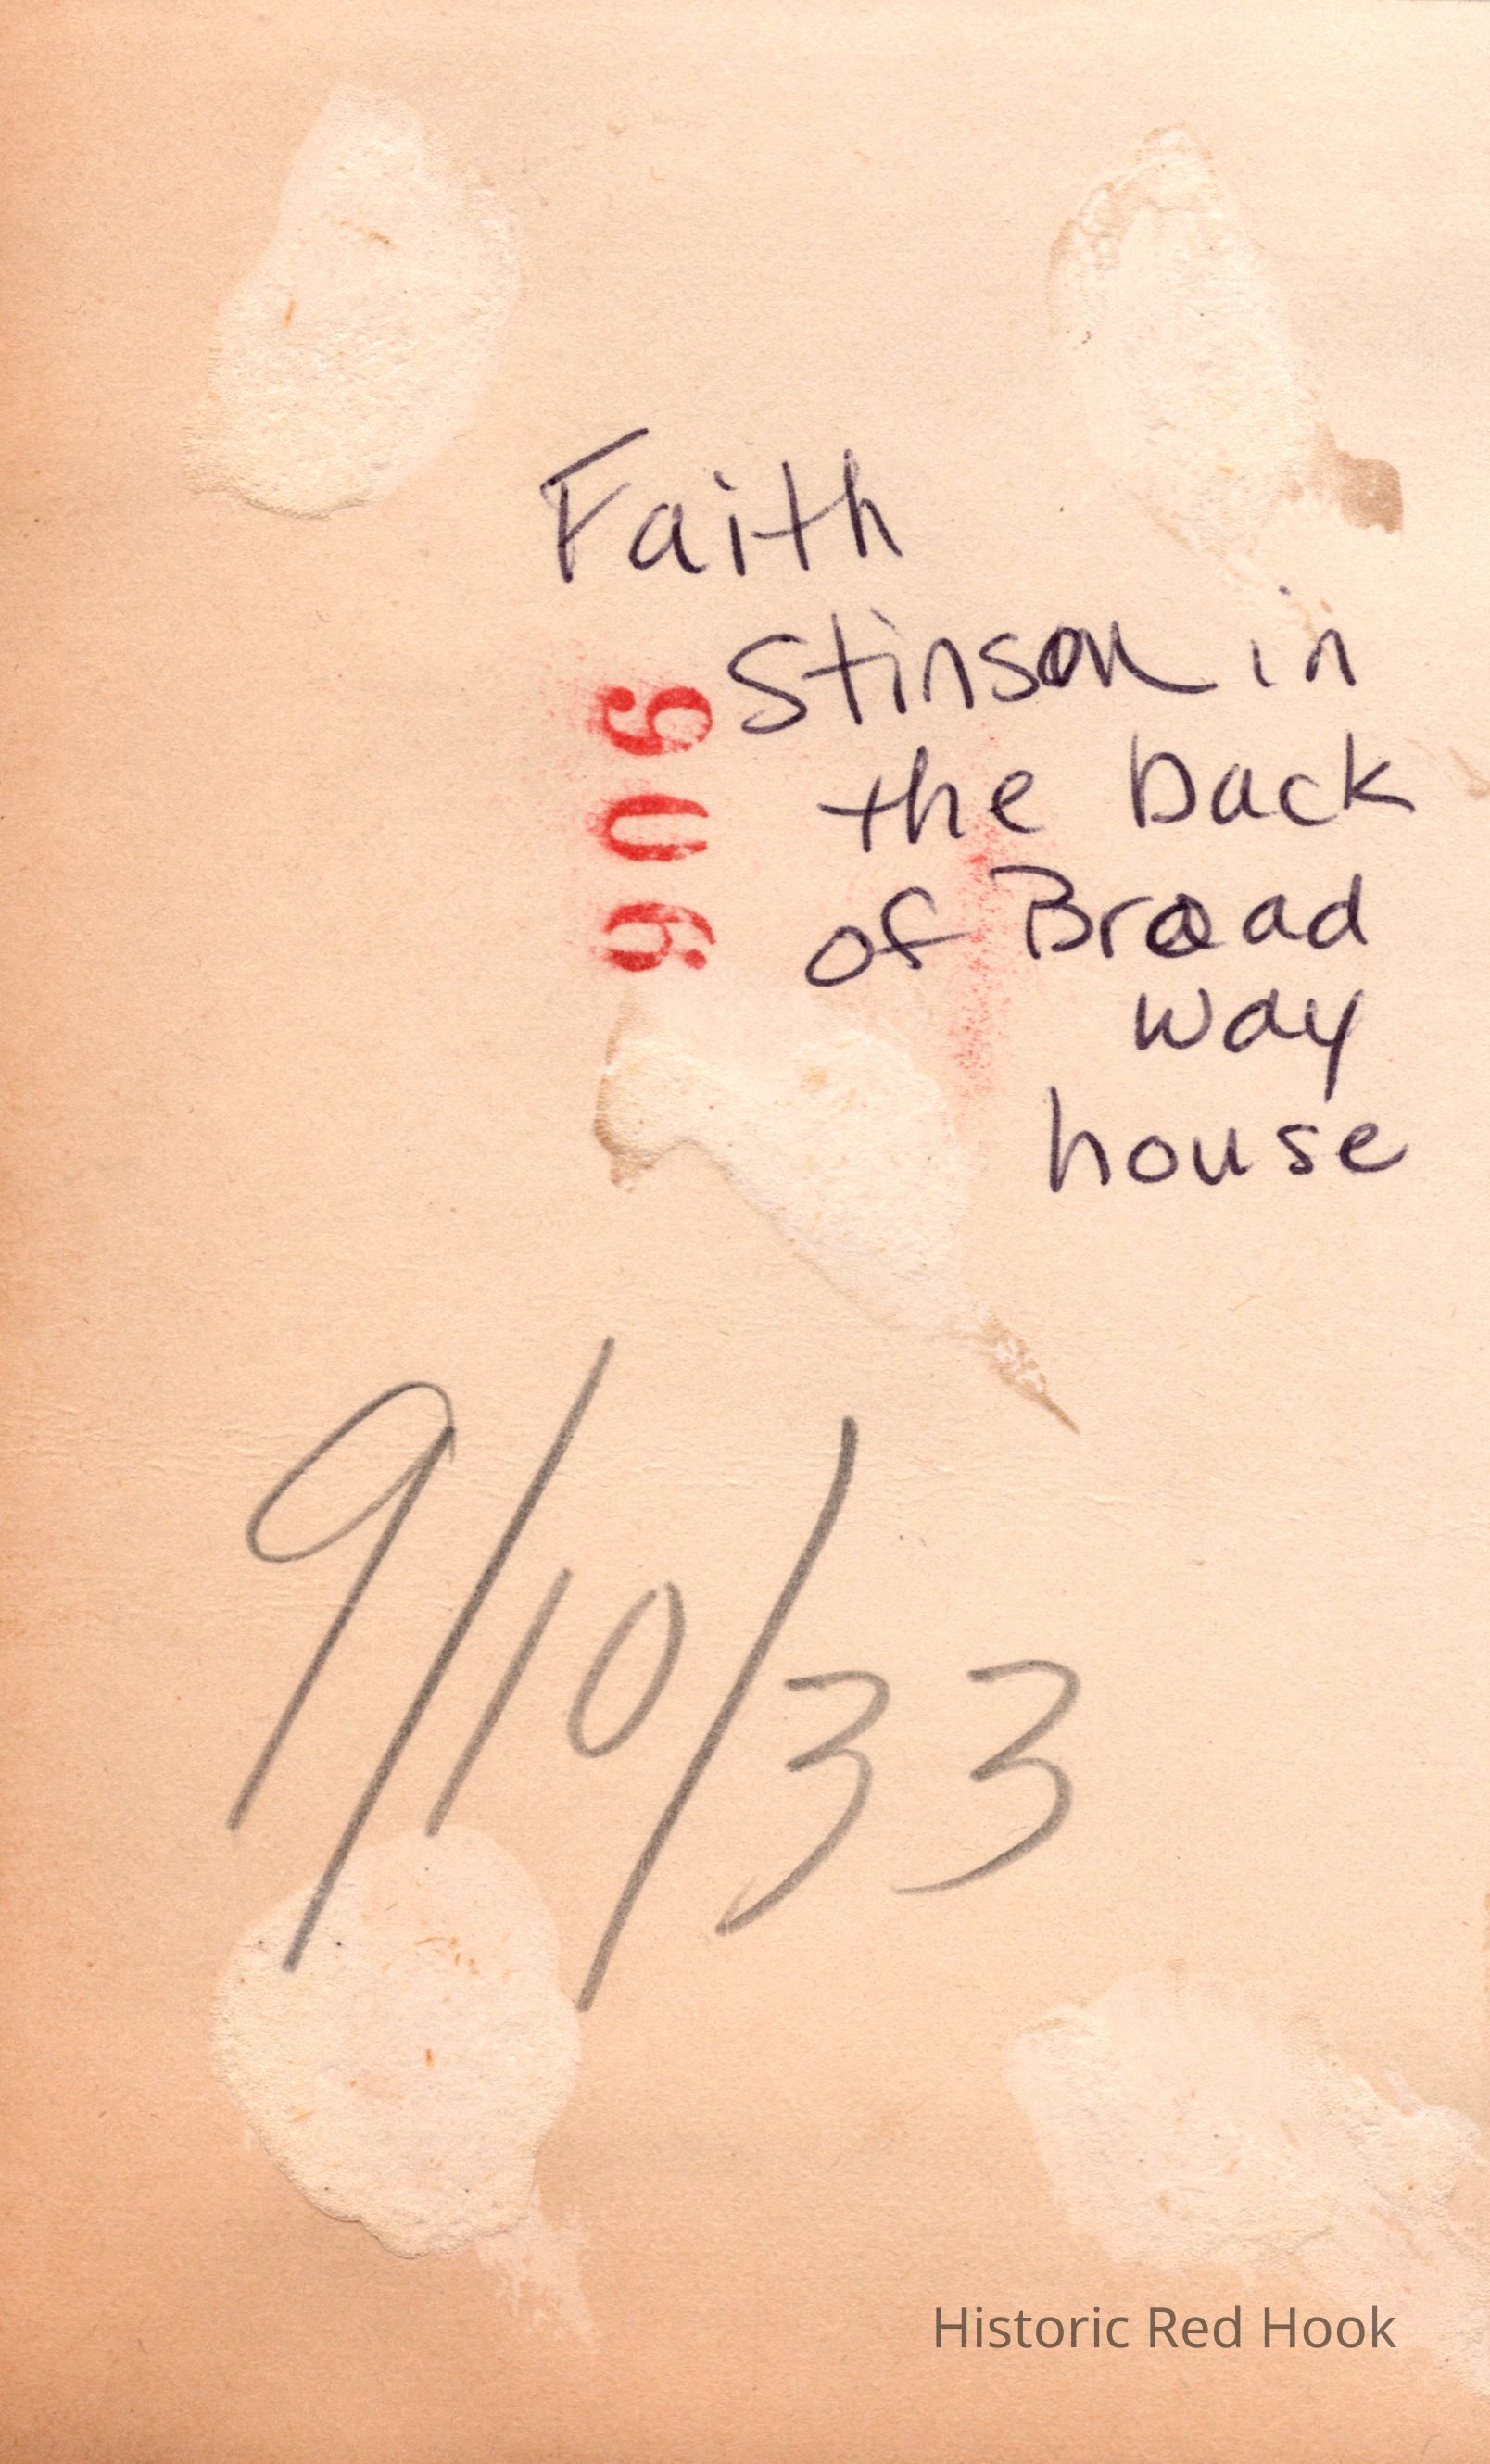 Faith
Stinson in
the back
of Broad
way
house
906
9/10/33
Historic Red Hook